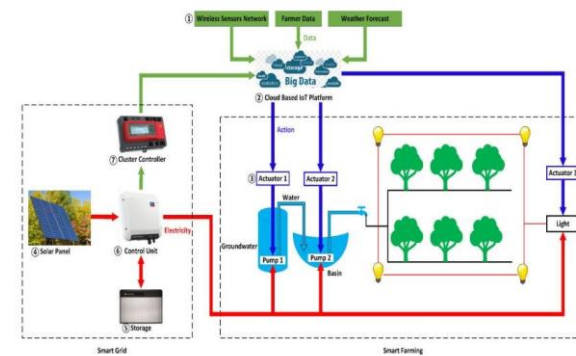 ① Wireless Sensors Network
Farmer Data
Weather Forecast
Data
Big Data
② Cloud Based IoT Platform
Action
⑦ Cluster Controller
③ Actuator 1
Actuator 2
Actuator 3
Water
④ Solar Panel
⑥ Control Unit
Electricity
Groundwater
Pump 1
Pump 2
Basin
Light
⑤ Storage
Smart Grid
Smart Farming